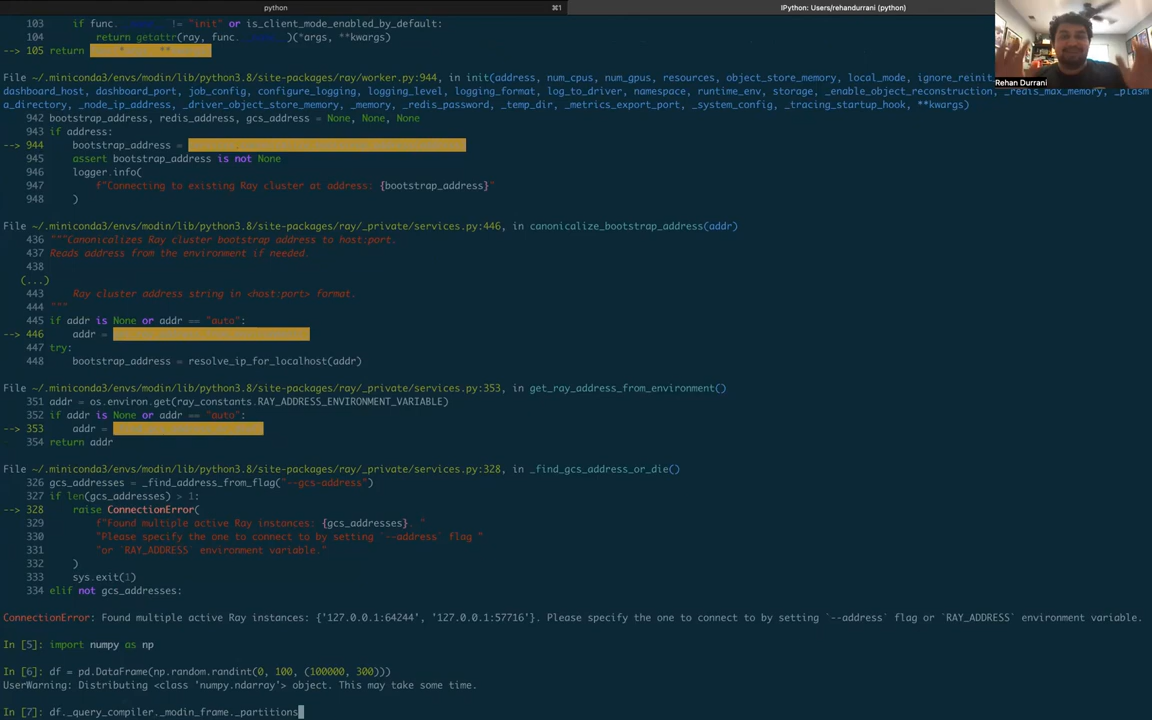 python
⌘1
IPython: Users/rehandurrani (python)
103 if func. != "init" or is_client_mode_enabled_by_default:
104 return getattr(ray, func. )(*args, **kwargs)
--> 105 return
File ~/.miniconda3/envs/modin/lib/python3.8/site-packages/ray/worker.py:944, in init(address, num_cpus, num_gpus, resources, object_store_memory, local_mode, ignore_reinit
dashboard_host, dashboard_port, job_config, configure_logging, logging_level, logging_format, log_to_driver, namespace, runtime_env, storage, _enable_object_reconstruction, _redis_max_memory, _plasm
a_directory, _node_ip_address, _driver_object_store_memory, _memory, _redis_password, _temp_dir, _metrics_export_port, _system_config, _tracing_startup_hook, **kwargs)
942 bootstrap_address, redis_address, gcs_address = None, None, None
943 if address:
--> 944 bootstrap_address =
945 assert bootstrap_address is not None
946 logger.info(
947 f"Connecting to existing Ray cluster at address: {bootstrap_address}"
948 )
File ~/.miniconda3/envs/modin/lib/python3.8/site-packages/ray/_private/services.py:446, in canonicalize_bootstrap_address(addr)
436 """Canonicalizes Ray cluster bootstrap address to host:port.
437 Reads address from the environment if needed.
438
(...)
443 Ray cluster address string in <host:port> format.
444 """
445 if addr is None or addr == "auto":
--> 446 addr =
447 try:
448 bootstrap_address = resolve_ip_for_localhost(addr)
File ~/.miniconda3/envs/modin/lib/python3.8/site-packages/ray/_private/services.py:353, in get_ray_address_from_environment()
351 addr = os.environ.get(ray_constants.RAY_ADDRESS_ENVIRONMENT_VARIABLE)
352 if addr is None or addr == "auto":
--> 353 addr =
354 return addr
File ~/.miniconda3/envs/modin/lib/python3.8/site-packages/ray/_private/services.py:328, in _find_gcs_address_or_die()
326 gcs_addresses = _find_address_from_flag("--gcs-address")
327 if len(gcs_addresses) > 1:
--> 328 raise ConnectionError(
329 f"Found multiple active Ray instances: {gcs_addresses}. "
330 "Please specify the one to connect to by setting `--address` flag "
331 "or `RAY_ADDRESS` environment variable."
332 )
333 sys.exit(1)
334 elif not gcs_addresses:
ConnectionError: Found multiple active Ray instances: {'127.0.0.1:64244', '127.0.0.1:57716'}. Please specify the one to connect to by setting `--address` flag or `RAY_ADDRESS` environment variable.
In [5]: import numpy as np
In [6]: df = pd.DataFrame(np.random.randint(0, 100, (100000, 300)))
UserWarning: Distributing <class 'numpy.ndarray'> object. This may take some time.
In [7]: df._query_compiler._modin_frame._partitions
Rehan Durrani